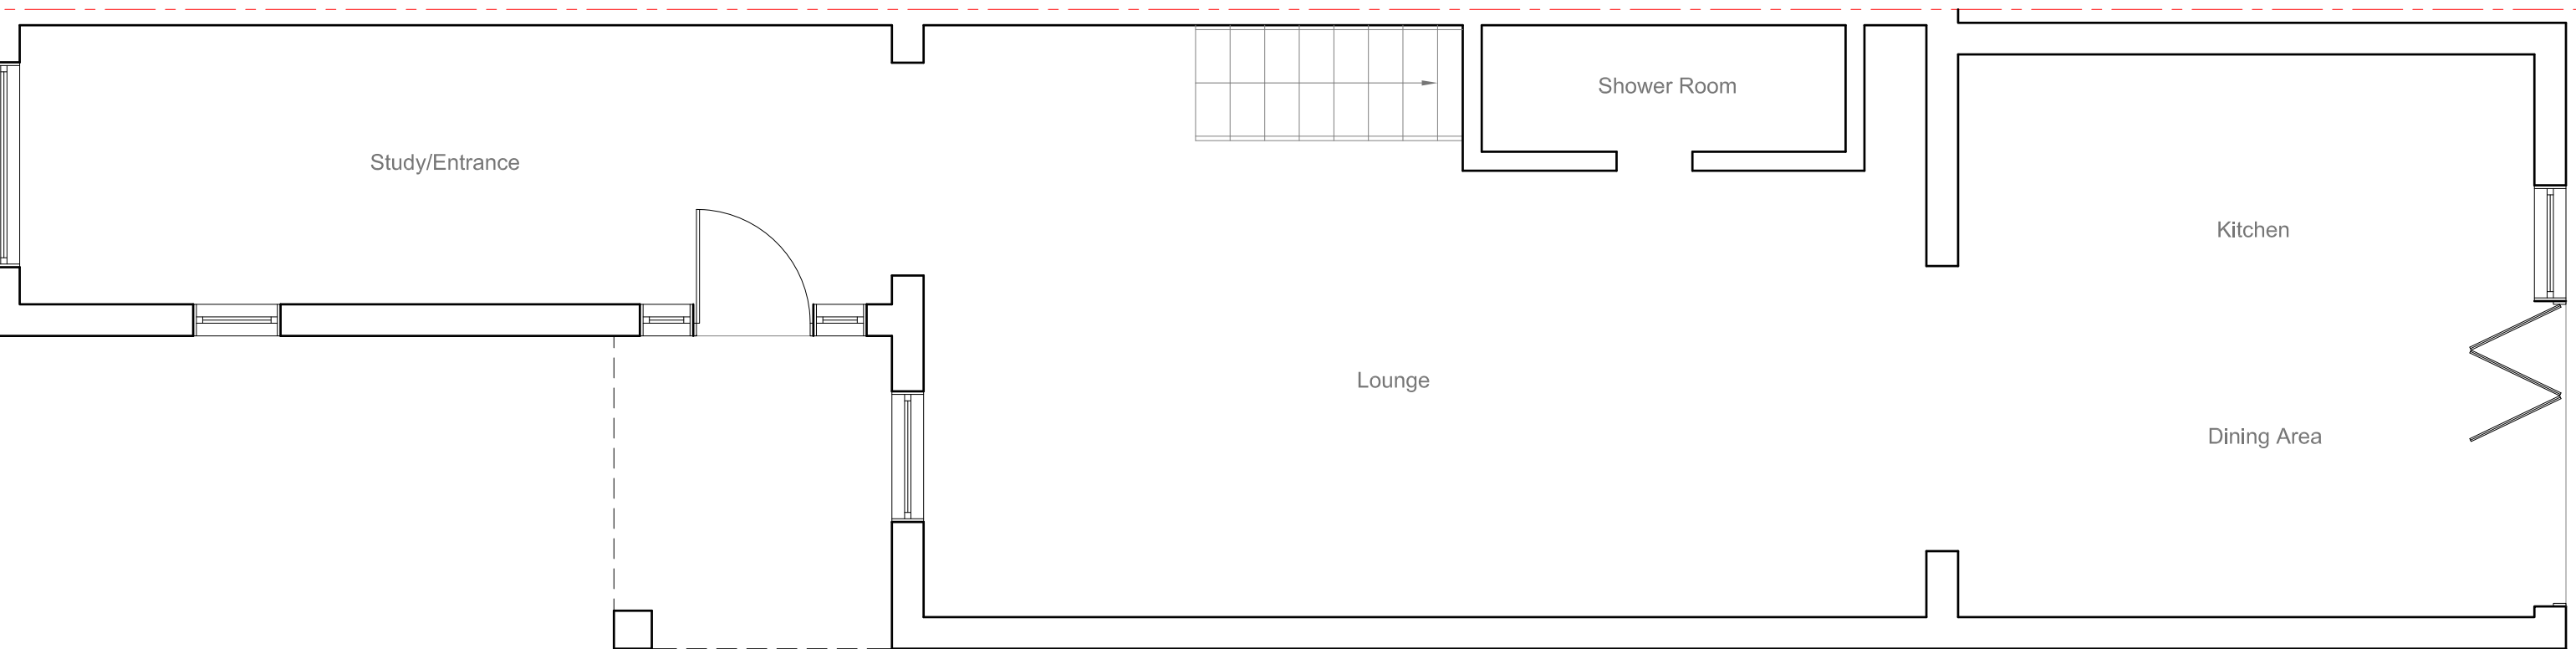 Shower Room
Study/Entrance
Kitchen
Lounge
Dining Area